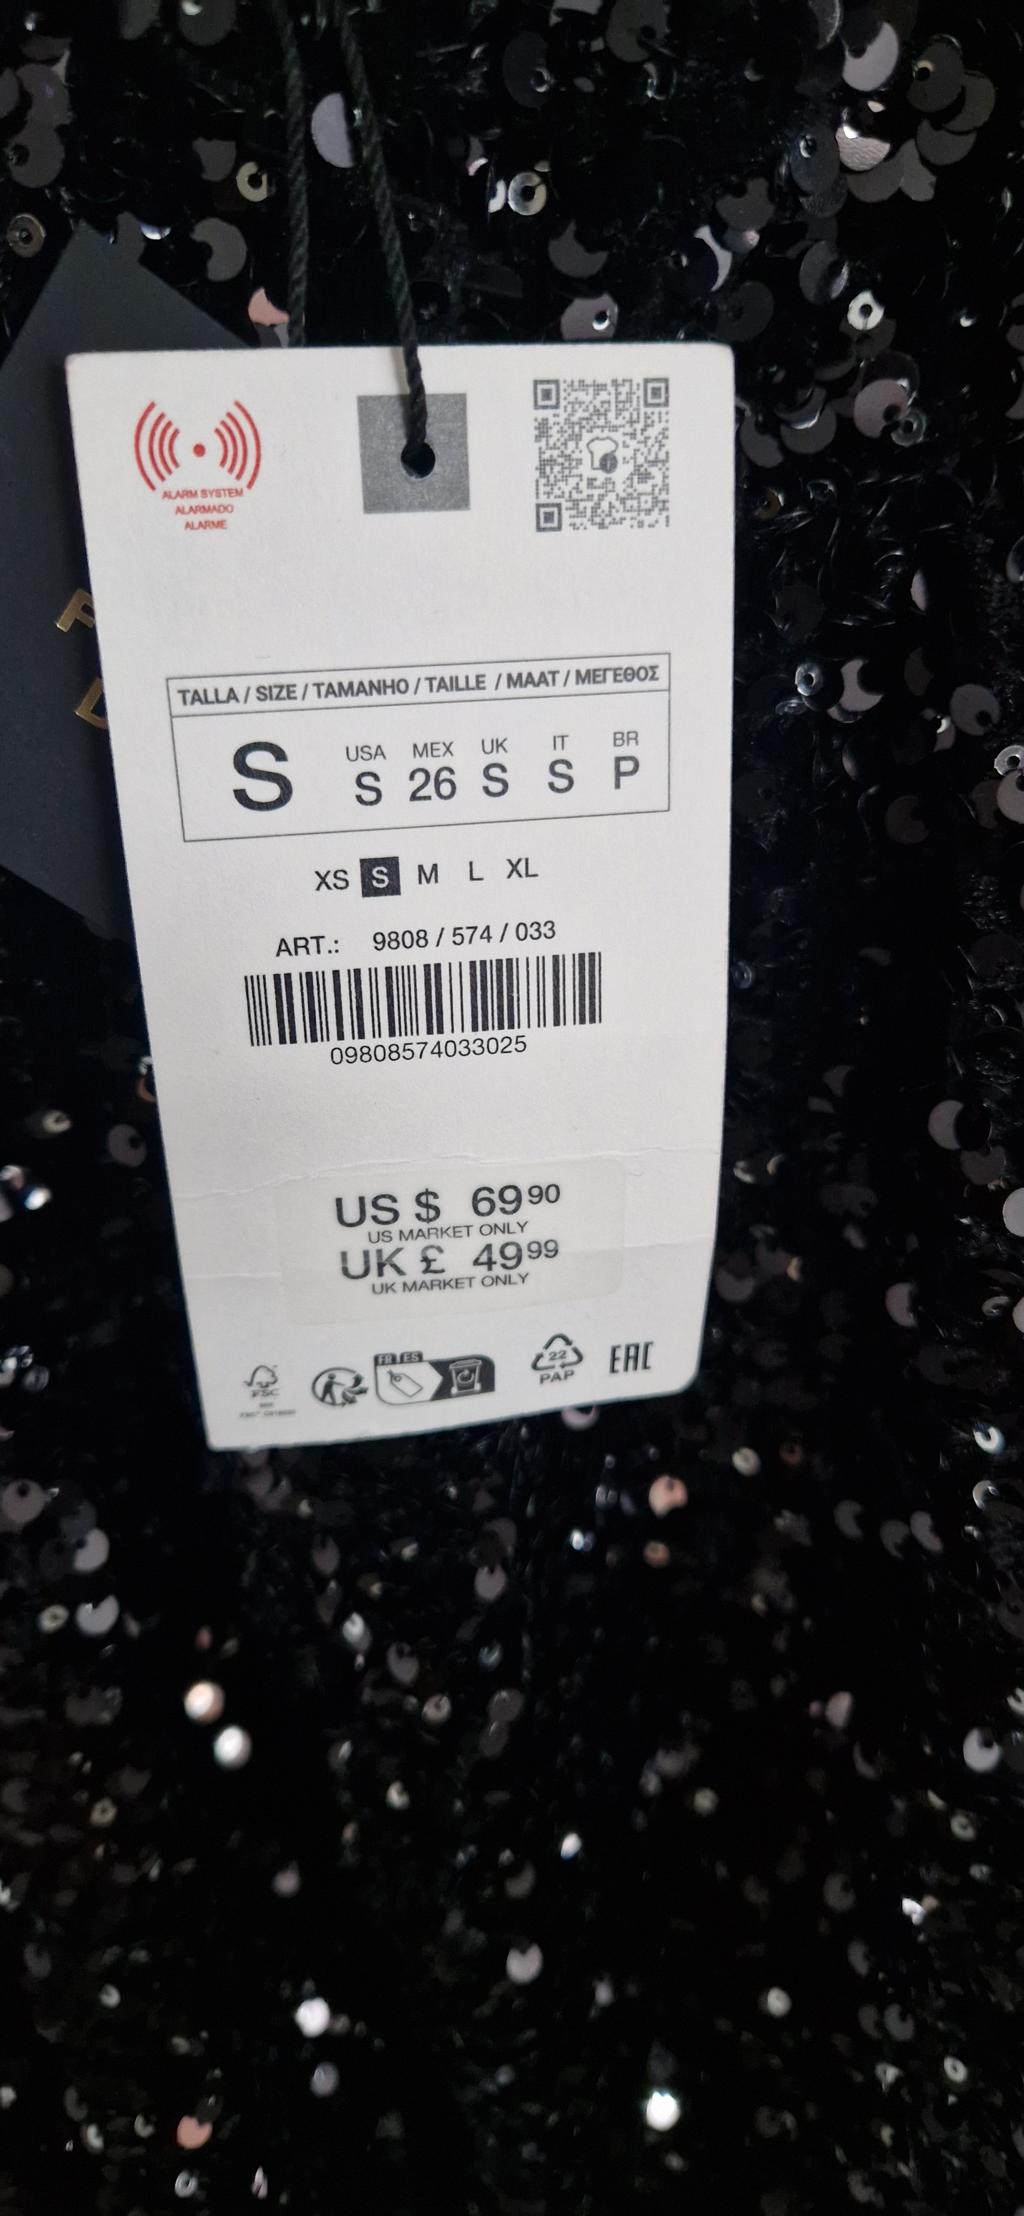 ALARM SYSTEM
ALARMADO
ALARME
TALLA / SIZE / TAMANHO / TAILLE / MAAT / ΜΕΓΕΘΟΣ
S
USA MEX UK IT BR
S 26 S S P
XS S M L XL
ART.: 9808 / 574 / 033
09808574033025
US $ 69 90
US MARKET ONLY
UK £ 49 99
UK MARKET ONLY
FSC
FR ES
22
PAP
EAC